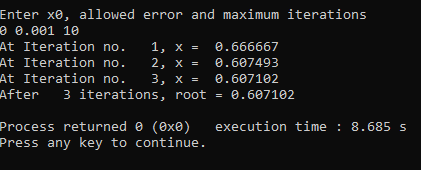 Enter x0, allowed error and maximum iterations
0 0.001 10
At Iteration no.   1, x =  0.666667
At Iteration no.   2, x =  0.607493
At Iteration no.   3, x =  0.607102
After   3 iterations, root = 0.607102
Process returned 0 (0x0)   execution time : 8.685 s
Press any key to continue.